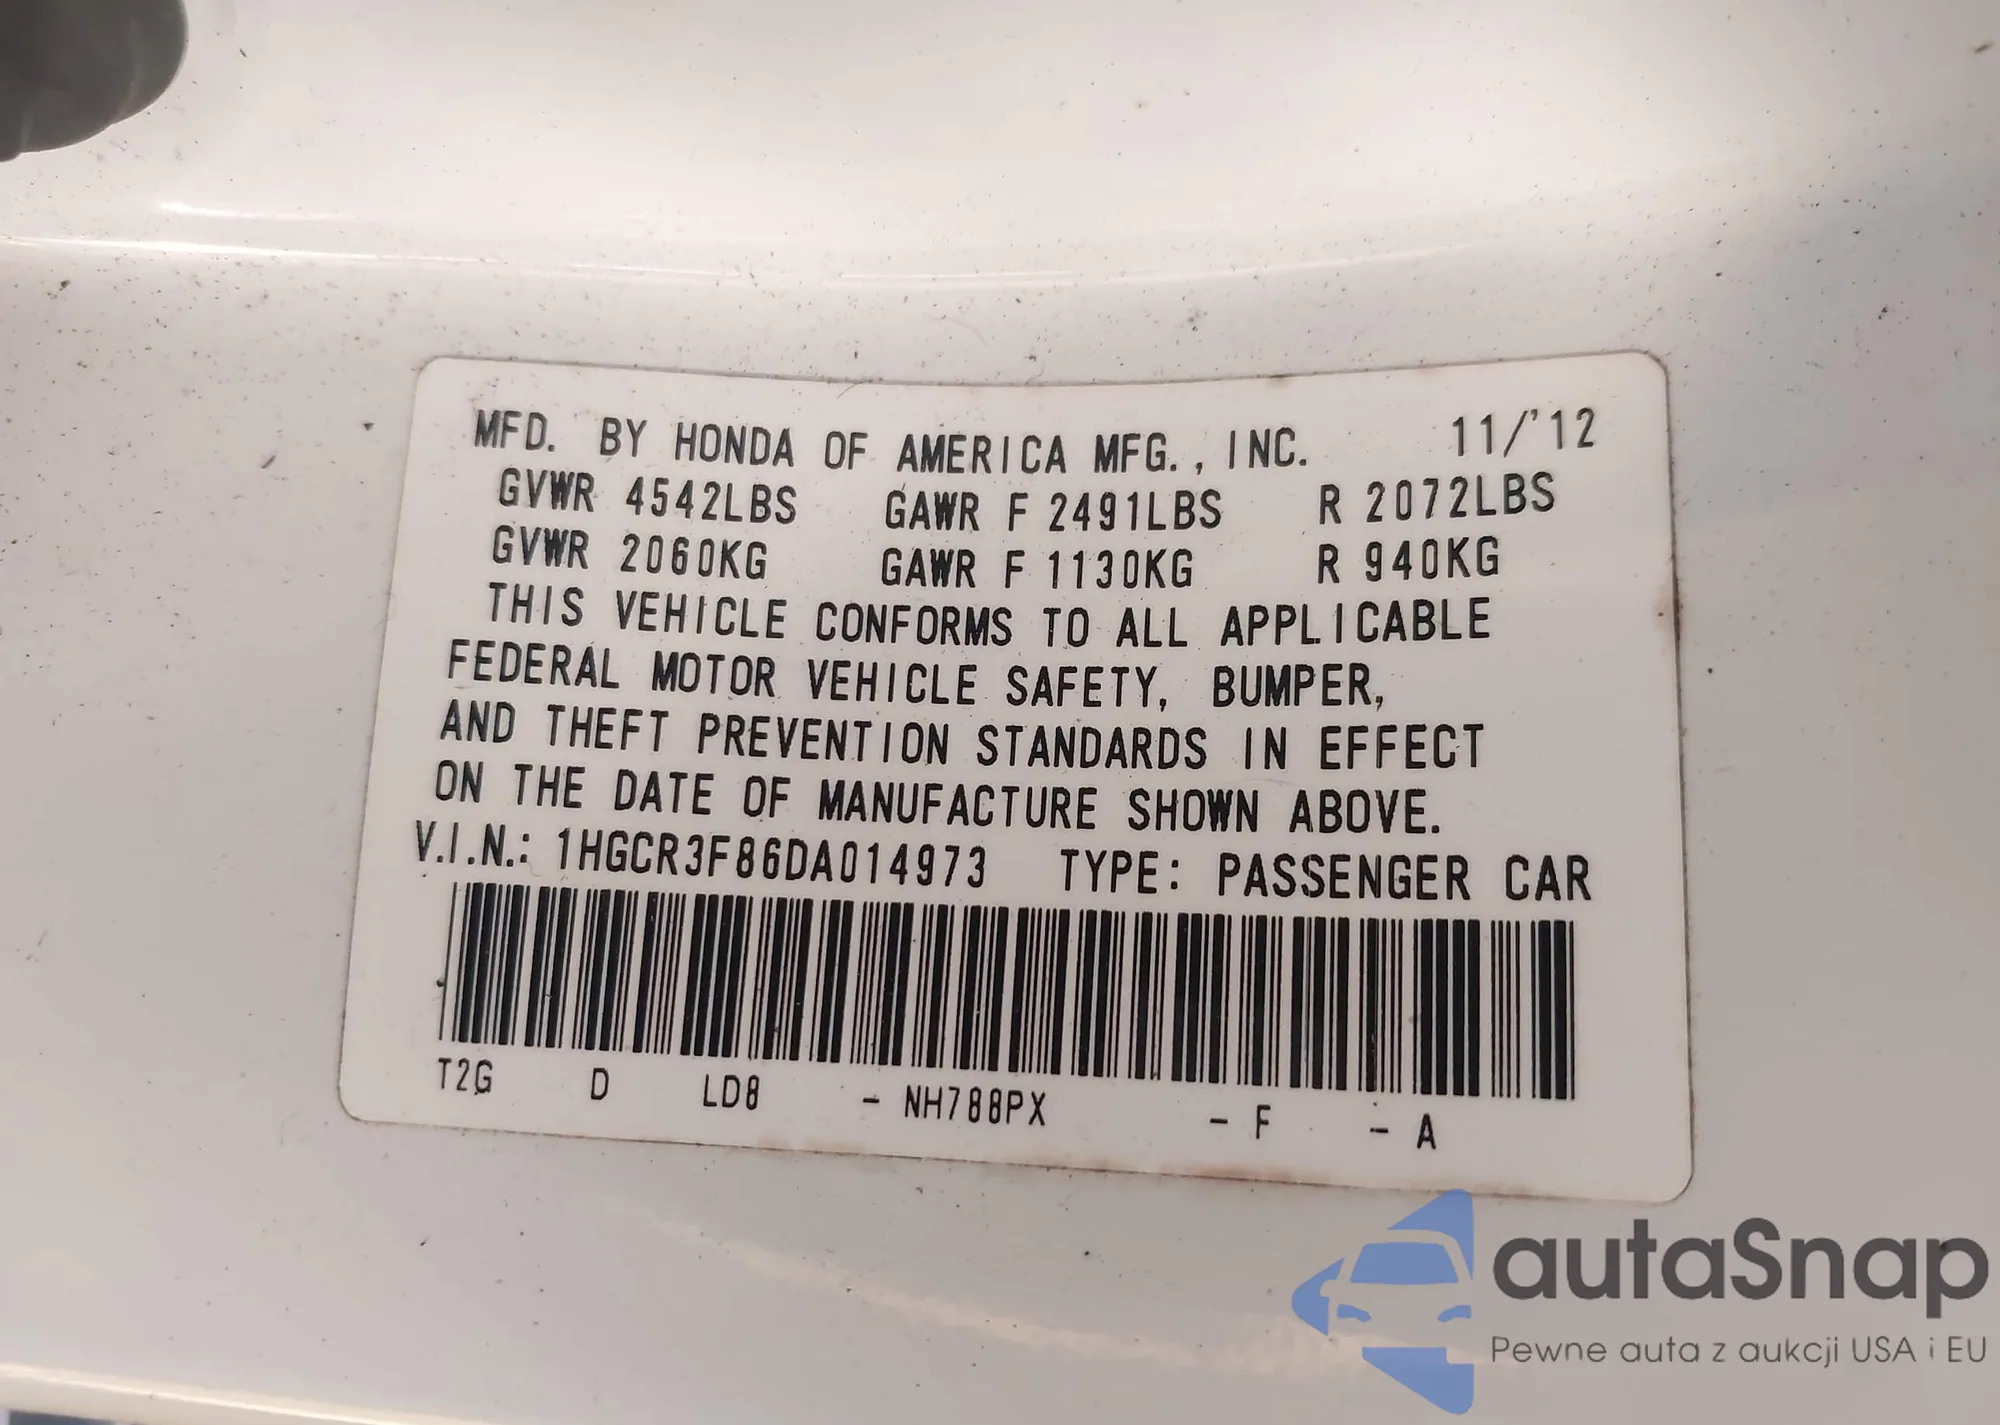 MFD. BY HONDA OF AMERICA MFG., INC. 11/'12
GVWR 4542LBS GAWR F 2491LBS R 2072LBS
GVWR 2060KG GAWR F 1130KG R 940KG
THIS VEHICLE CONFORMS TO ALL APPLICABLE
FEDERAL MOTOR VEHICLE SAFETY, BUMPER,
AND THEFT PREVENTION STANDARDS IN EFFECT
ON THE DATE OF MANUFACTURE SHOWN ABOVE.
V.I.N.: 1HGCR3F86DA014973 TYPE: PASSENGER CAR
T2G D LD8 - NH788PX - F - A
autaSnap
Pewne auta z aukcji USA i EU